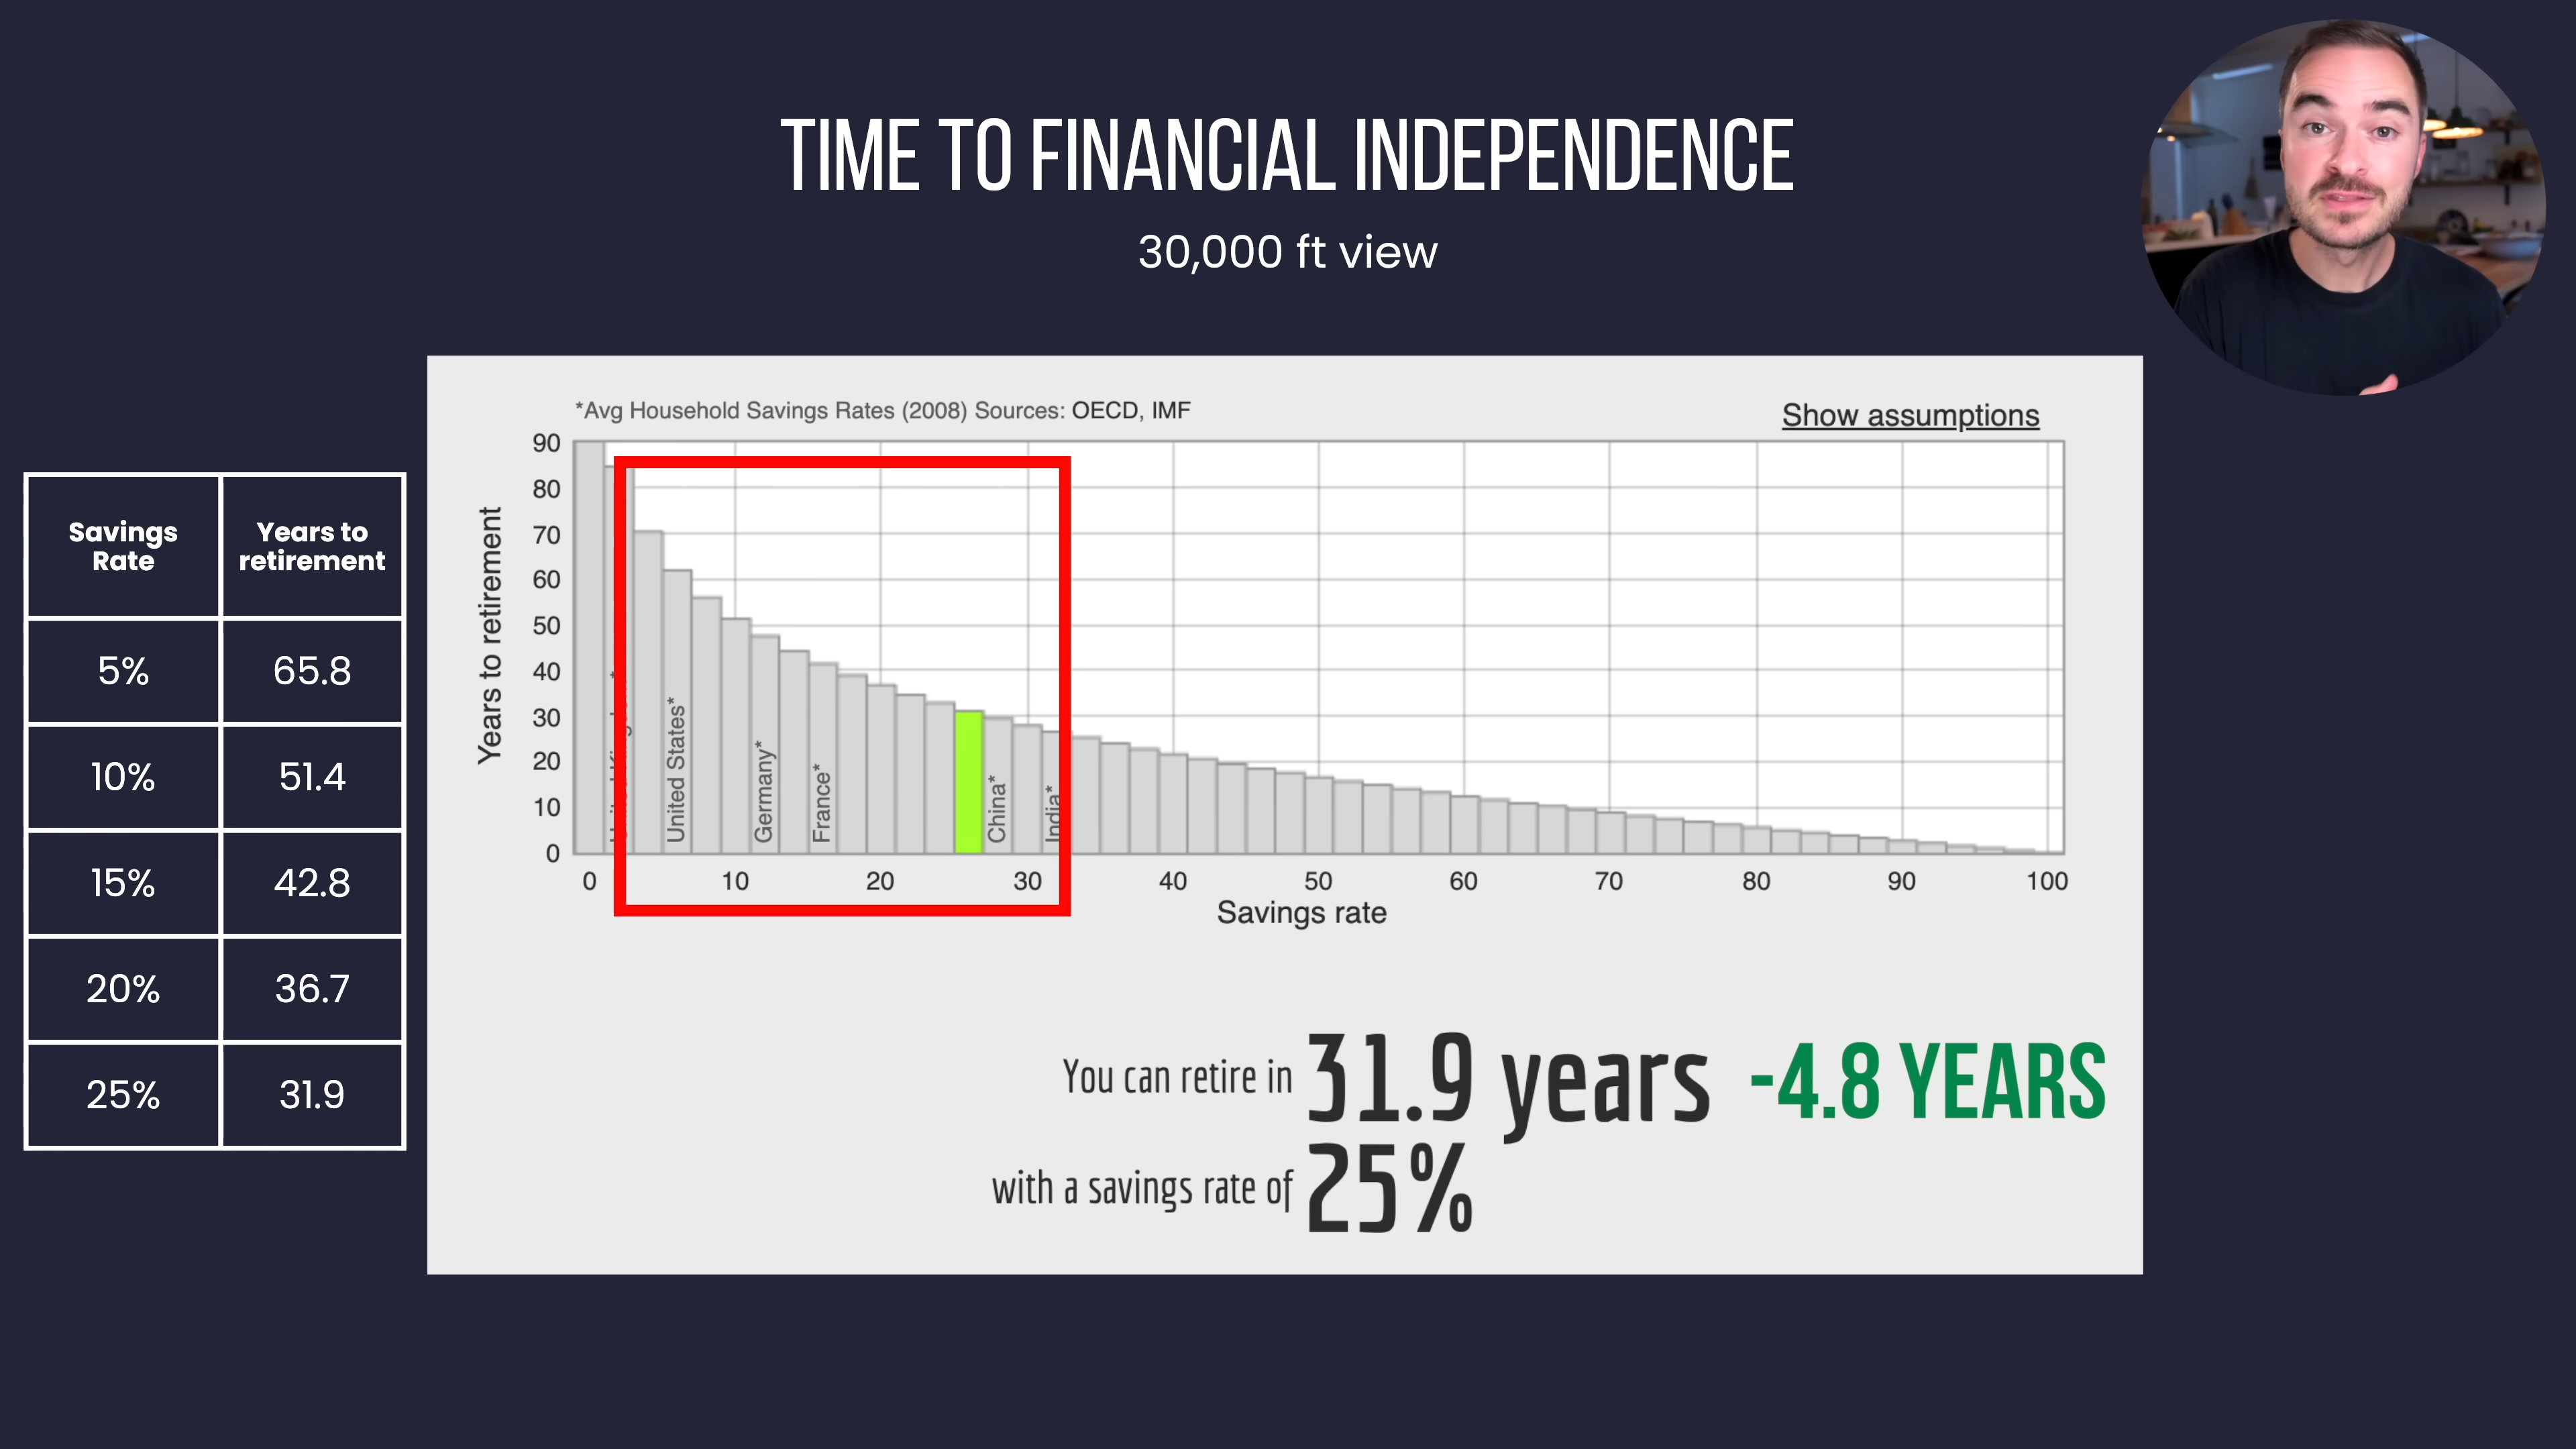 TIME TO FINANCIAL INDEPENDENCE
30,000 ft view
Savings Rate
Years to retirement
5% 65.8
10% 51.4
15% 42.8
20% 36.7
25% 31.9
*Avg Household Savings Rates (2008) Sources: OECD, IMF
Show assumptions
Years to retirement
90
80
70
60
50
40
30
20
10
0
United States*
Germany*
France*
China*
India*
0 10 20 30 40 50 60 70 80 90 100
Savings rate
You can retire in 31.9 years -4.8 YEARS
with a savings rate of 25%